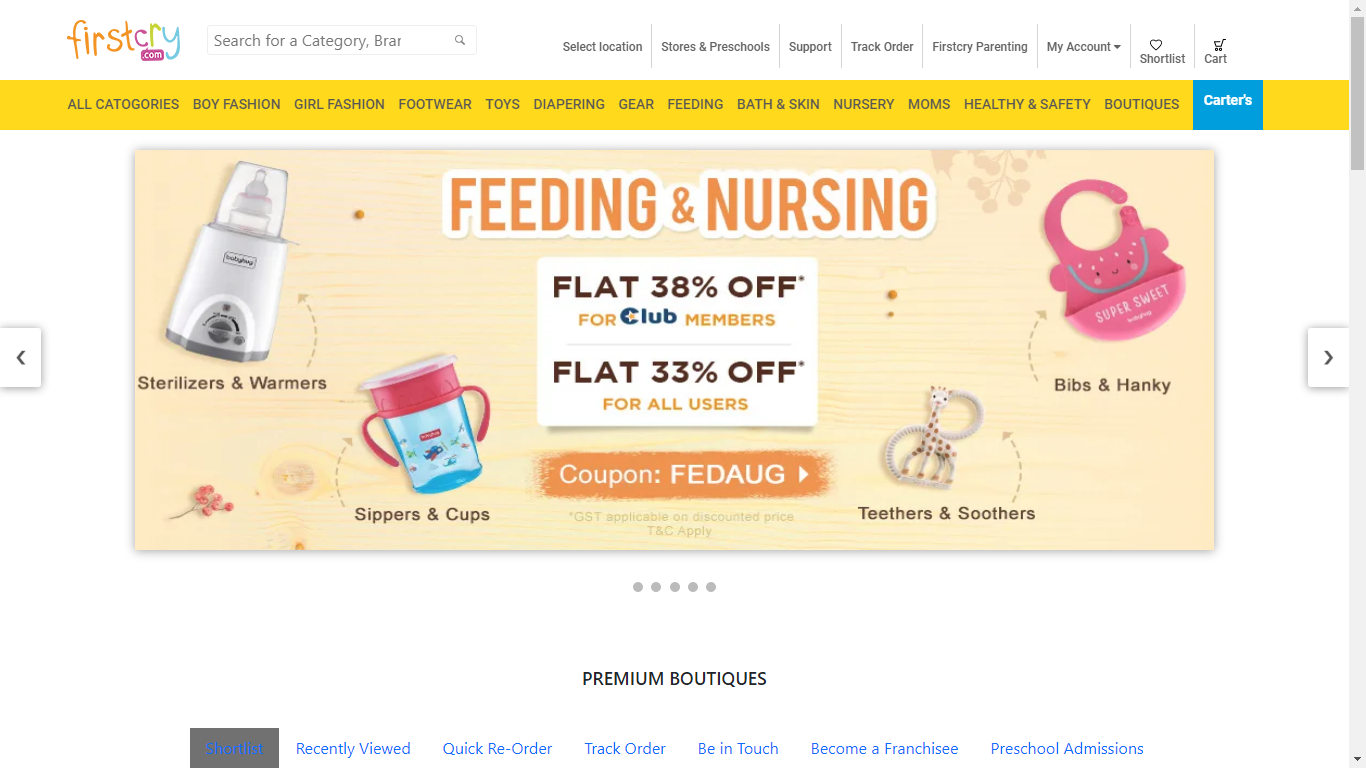 firstcry
.com
Search for a Category, Brar
Select location
Stores & Preschools
Support
Track Order
Firstcry Parenting
My Account
Shortlist
Cart
ALL CATOGORIES BOY FASHION GIRL FASHION FOOTWEAR TOYS DIAPERING GEAR FEEDING BATH & SKIN NURSERY MOMS HEALTHY & SAFETY BOUTIQUES Carter's
FEEDING & NURSING
babyhug
FLAT 38% OFF*
FOR Club MEMBERS
FLAT 33% OFF*
FOR ALL USERS
SUPER SWEET
babyhug
Sterilizers & Warmers
Bibs & Hanky
babyhug
Coupon: FEDAUG
Sippers & Cups
Teethers & Soothers
*GST applicable on discounted price
T&C Apply
PREMIUM BOUTIQUES
Shortlist Recently Viewed Quick Re-Order Track Order Be in Touch Become a Franchisee Preschool Admissions